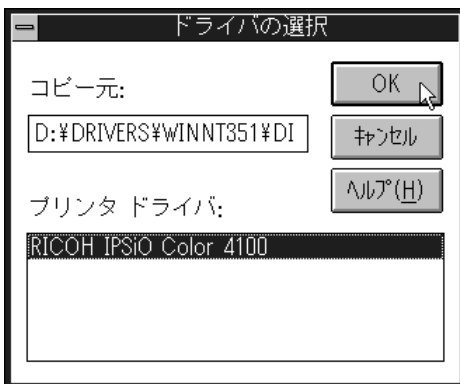 ドライバの選択
コピー元:
OK
D:¥DRIVERS¥WINNT351¥DI
ｷｬﾝｾﾙ
ﾍﾙﾌﾟ(H)
プリンタ ドライバ:
RICOH IPSiO Color 4100